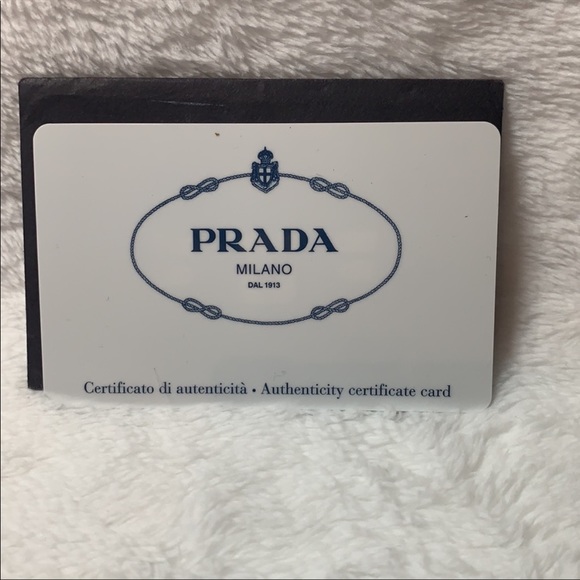 PRADA
MILANO
DAL 1913
Certificato di autenticità • Authenticity certificate card